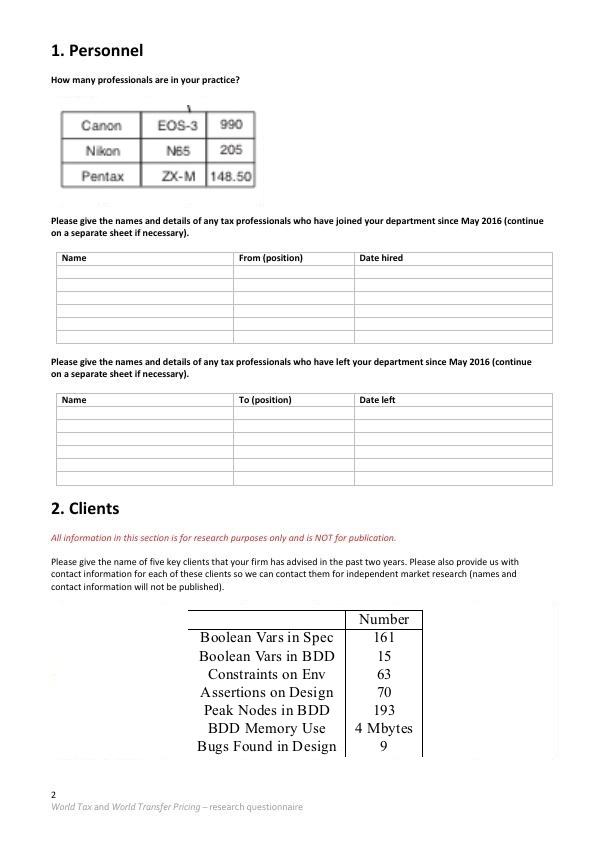 1. Personnel
How many professionals are in your practice?
Canon EOS-3 990
Nikon N65 205
Pentax ZX-M 148.50
Please give the names and details of any tax professionals who have joined your department since May 2016 (continue
on a separate sheet if necessary).
Name From (position) Date hired
Please give the names and details of any tax professionals who have left your department since May 2016 (continue
on a separate sheet if necessary).
Name To (position) Date left
2. Clients
All information in this section is for research purposes only and is NOT for publication.
Please give the name of five key clients that your firm has advised in the past two years. Please also provide us with
contact information for each of these clients so we can contact them for independent market research (names and
contact information will not be published).
Number
Boolean Vars in Spec 161
Boolean Vars in BDD 15
Constraints on Env 63
Assertions on Design 70
Peak Nodes in BDD 193
BDD Memory Use 4 Mbytes
Bugs Found in Design 9
2
World Tax and World Transfer Pricing – research questionnaire